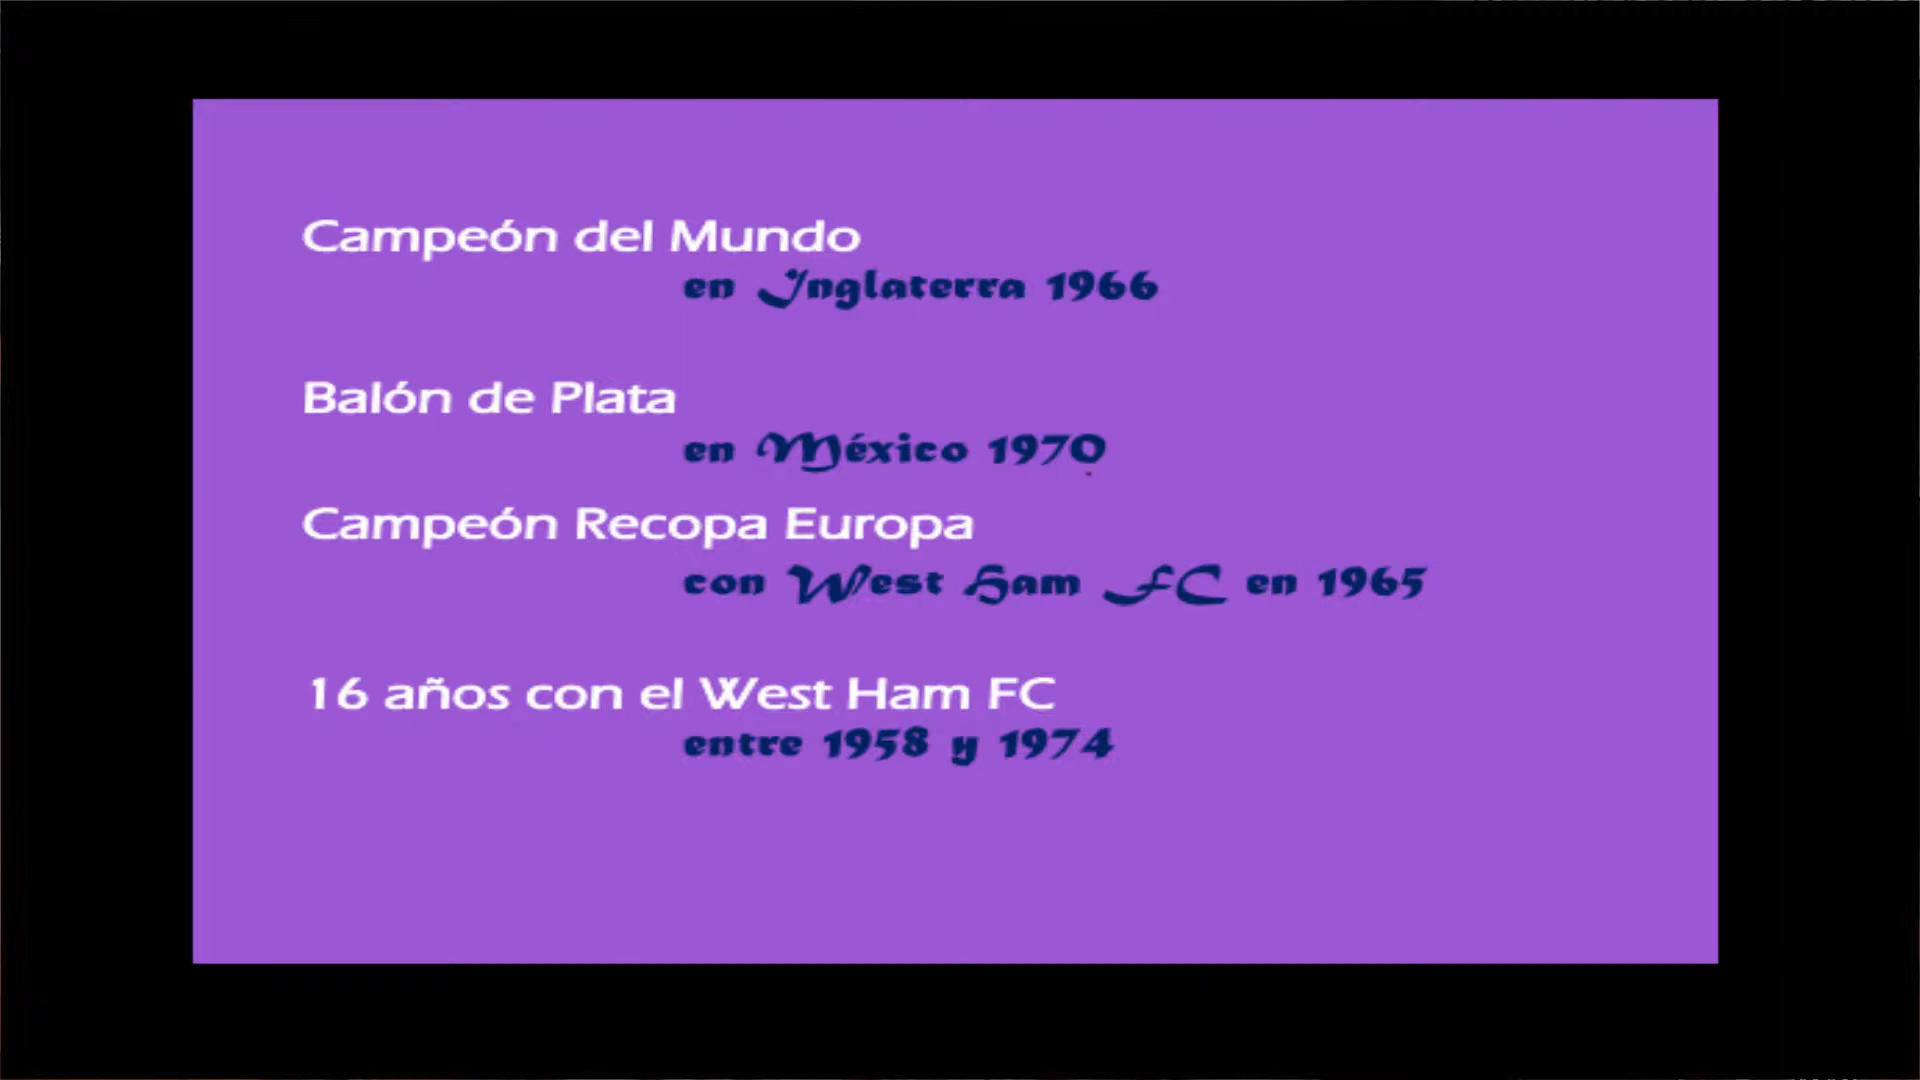 Campeón del Mundo
en Inglaterra 1966
Balón de Plata
en México 1970
Campeón Recopa Europa
con West Ham FC en 1965
16 años con el West Ham FC
entre 1958 y 1974